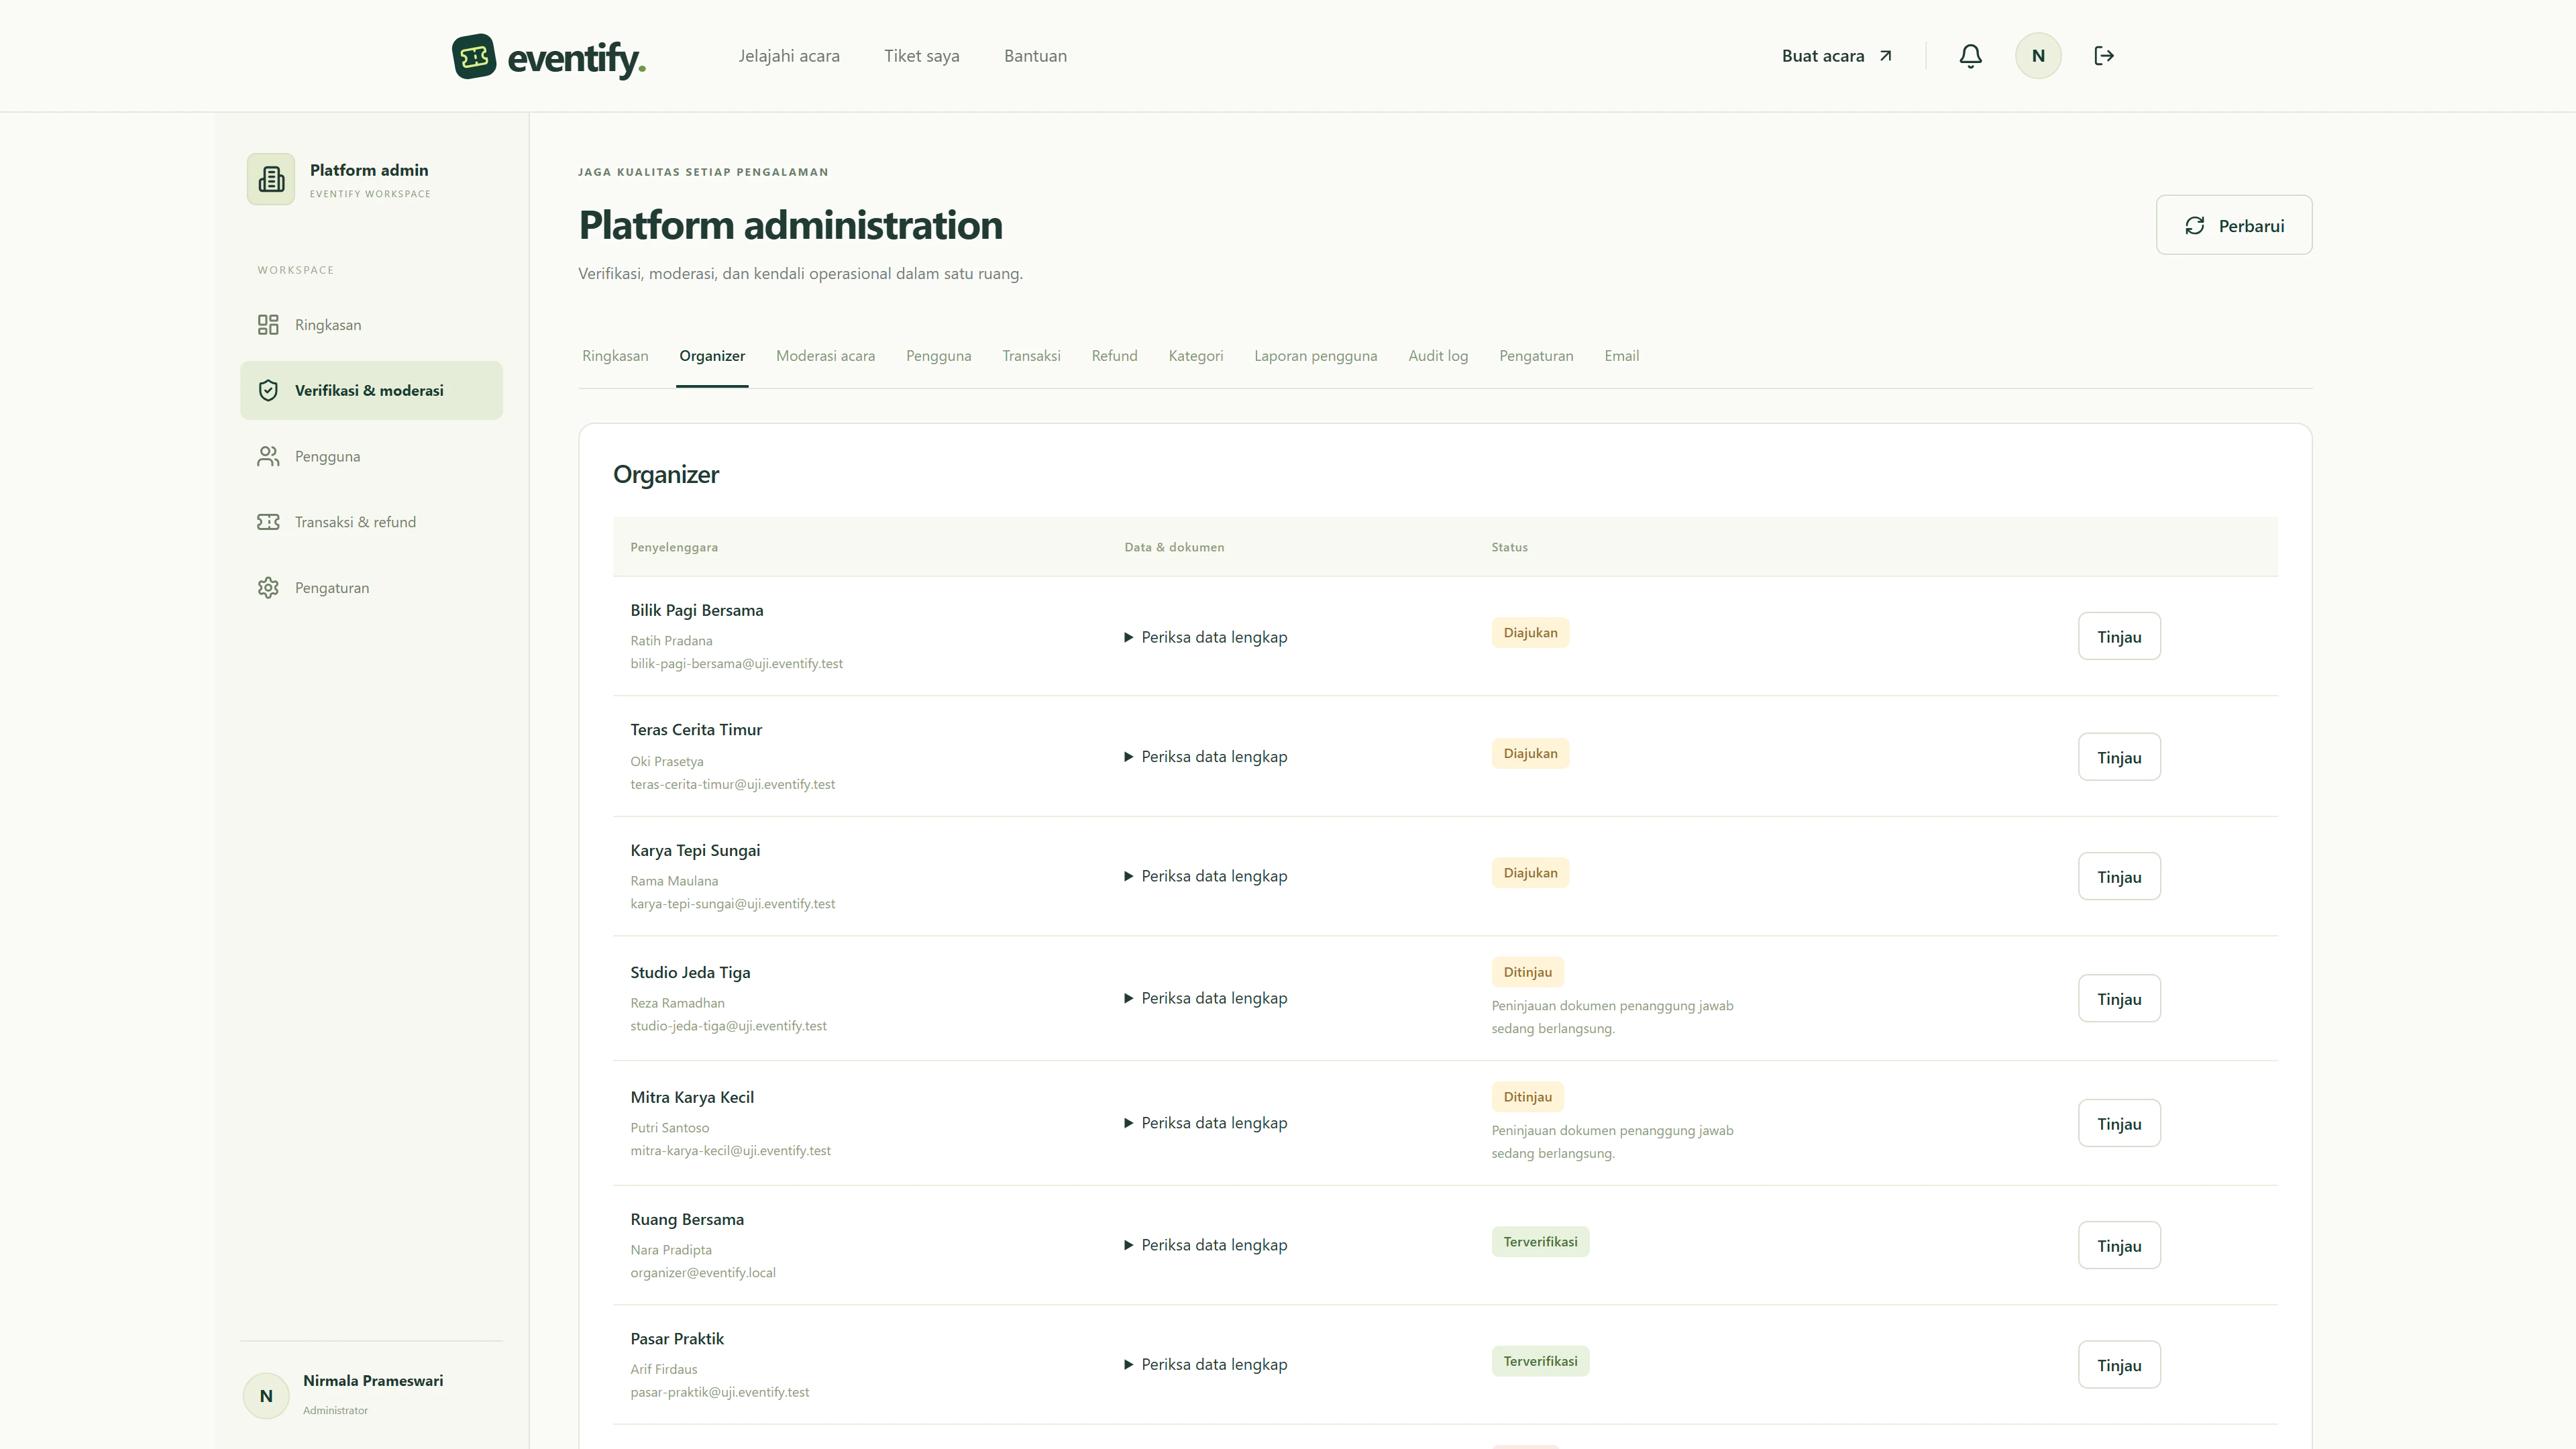 eventify.
Jelajahi acara
Tiket saya
Bantuan
Buat acara
N
Platform admin
EVENTIFY WORKSPACE
WORKSPACE
Ringkasan
Verifikasi & moderasi
Pengguna
Transaksi & refund
Pengaturan
Nirmala Prameswari
N
Administrator
JAGA KUALITAS SETIAP PENGALAMAN
Platform administration
Verifikasi, moderasi, dan kendali operasional dalam satu ruang.
Perbarui
Ringkasan
Organizer
Moderasi acara
Pengguna
Transaksi
Refund
Kategori
Laporan pengguna
Audit log
Pengaturan
Email
Organizer
Penyelenggara
Data & dokumen
Status
Bilik Pagi Bersama
Ratih Pradana
bilik-pagi-bersama@uji.eventify.test
Periksa data lengkap
Diajukan
Tinjau
Teras Cerita Timur
Oki Prasetya
teras-cerita-timur@uji.eventify.test
Periksa data lengkap
Diajukan
Tinjau
Karya Tepi Sungai
Rama Maulana
karya-tepi-sungai@uji.eventify.test
Periksa data lengkap
Diajukan
Tinjau
Studio Jeda Tiga
Reza Ramadhan
studio-jeda-tiga@uji.eventify.test
Periksa data lengkap
Ditinjau
Peninjauan dokumen penanggung jawab
sedang berlangsung.
Tinjau
Mitra Karya Kecil
Putri Santoso
mitra-karya-kecil@uji.eventify.test
Periksa data lengkap
Ditinjau
Peninjauan dokumen penanggung jawab
sedang berlangsung.
Tinjau
Ruang Bersama
Nara Pradipta
organizer@eventify.local
Periksa data lengkap
Terverifikasi
Tinjau
Pasar Praktik
Arif Firdaus
pasar-praktik@uji.eventify.test
Periksa data lengkap
Terverifikasi
Tinjau